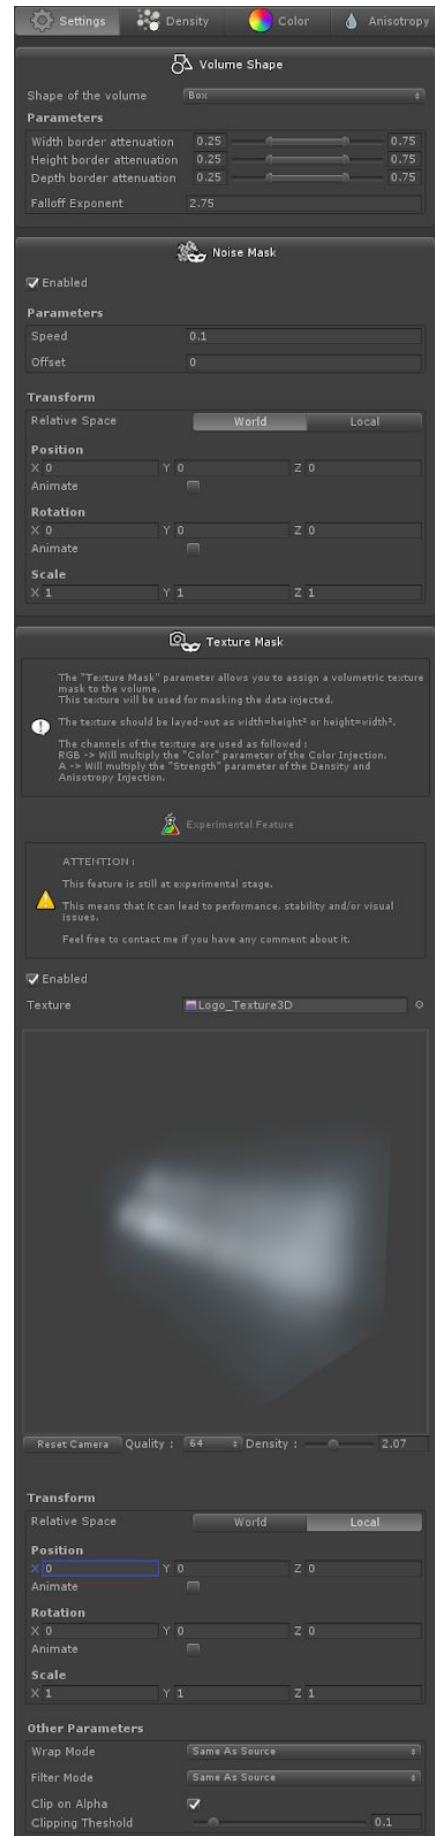 Settings Density Color Anisotropy
Volume Shape
Shape of the volume Box
Parameters
Width border attenuation 0.25 0.75
Height border attenuation 0.25 0.75
Depth border attenuation 0.25 0.75
Falloff Exponent 2.75
Noise Mask
Enabled
Parameters
Speed 0.1
Offset 0
Transform
Relative Space World Local
Position
X 0 Y 0 Z 0
Animate
Rotation
X 0 Y 0 Z 0
Animate
Scale
X 1 Y 1 Z 1
Texture Mask
The "Texture Mask" parameter allows you to assign a volumetric texture
mask to the volume.
This texture will be used for masking the data injected.
The texture should be layed-out as width=height² or height=width².
The channels of the texture are used as followed :
RGB -> Will multiply the "Color" parameter of the Color Injection.
A -> Will multiply the "Strength" parameter of the Density and
Anisotropy Injection.
Experimental Feature
ATTENTION :
This feature is still at experimental stage.
This means that it can lead to performance, stability and/or visual
issues.
Feel free to contact me if you have any comment about it.
Enabled
Texture Logo_Texture3D
Reset Camera Quality : 64 Density : 2.07
Transform
Relative Space World Local
Position
X 0 Y 0 Z 0
Animate
Rotation
X 0 Y 0 Z 0
Animate
Scale
X 1 Y 1 Z 1
Other Parameters
Wrap Mode Same As Source
Filter Mode Same As Source
Clip on Alpha
Clipping Theshold 0.1